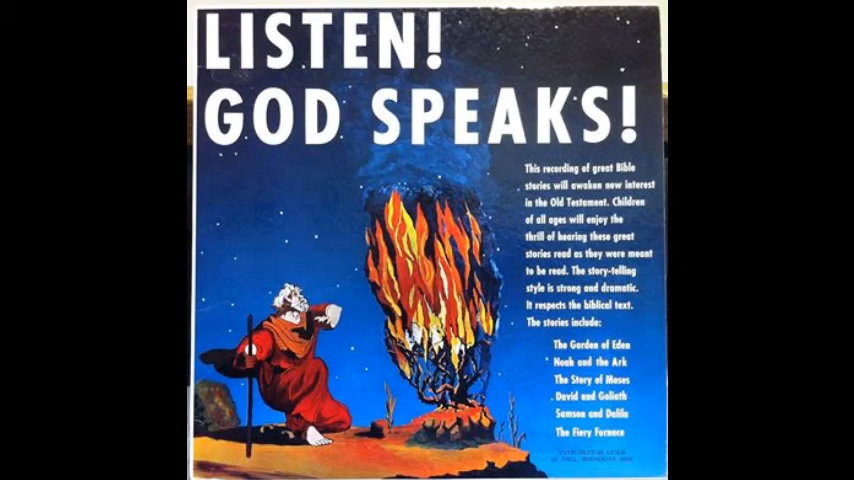 LISTEN!
GOD SPEAKS!
This recording of great Bible
stories will awaken new interest
in the Old Testament. Children
of all ages will enjoy the
thrill of hearing these great
stories read as they were meant
to be read. The story-telling
style is strong and dramatic.
It respects the biblical text.
The stories include:
The Garden of Eden
Noah and the Ark
The Story of Moses
David and Goliath
Samson and Dalila
The Fiery Furnace